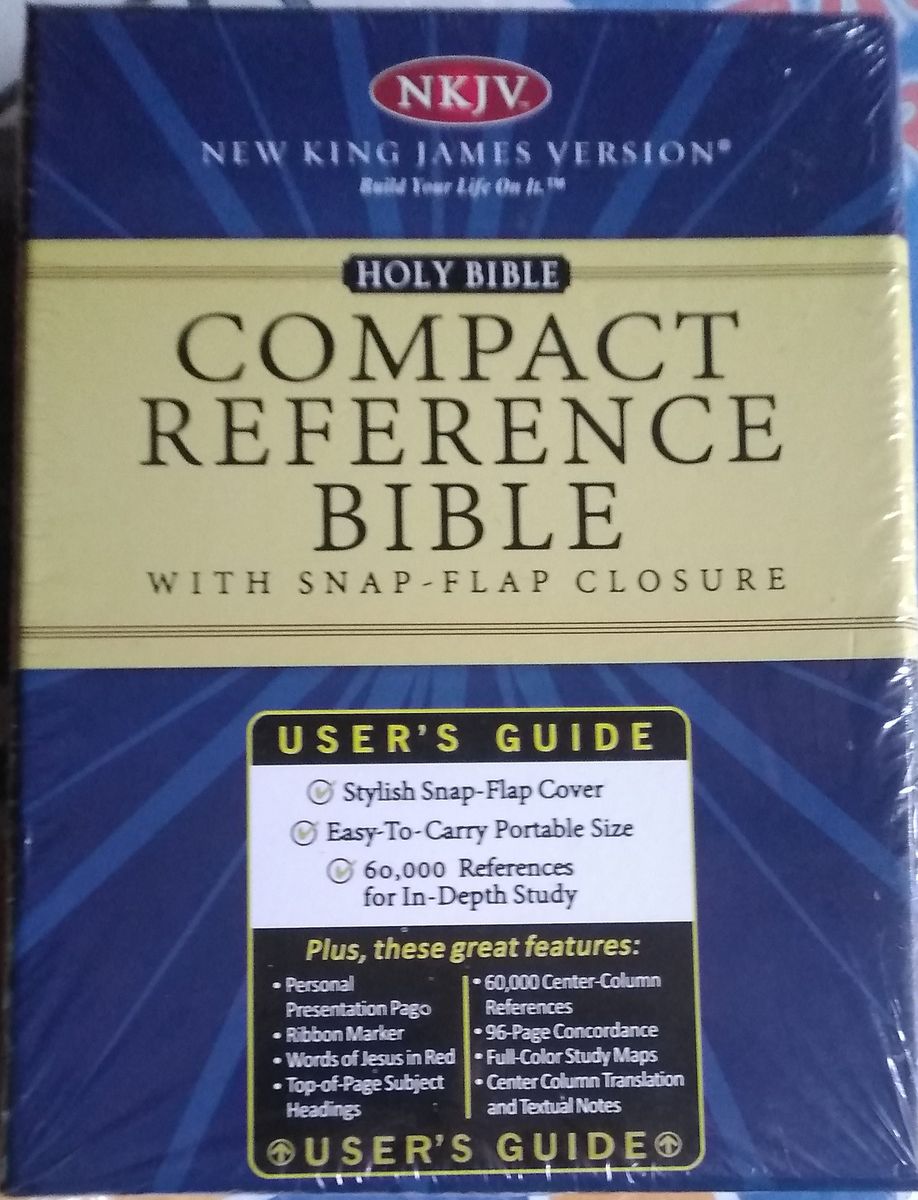 NKJV™
NEW KING JAMES VERSION®
Build Your Life On It.™
HOLY BIBLE
COMPACT
REFERENCE
BIBLE
WITH SNAP-FLAP CLOSURE
USER'S GUIDE
Stylish Snap-Flap Cover
Easy-To-Carry Portable Size
60,000 References
for In-Depth Study
Plus, these great features:
• Personal
Presentation Page
• Ribbon Marker
• Words of Jesus in Red
• Top-of-Page Subject
Headings
• 60,000 Center-Column
References
• 96-Page Concordance
• Full-Color Study Maps
• Center Column Translation
and Textual Notes
USER'S GUIDE